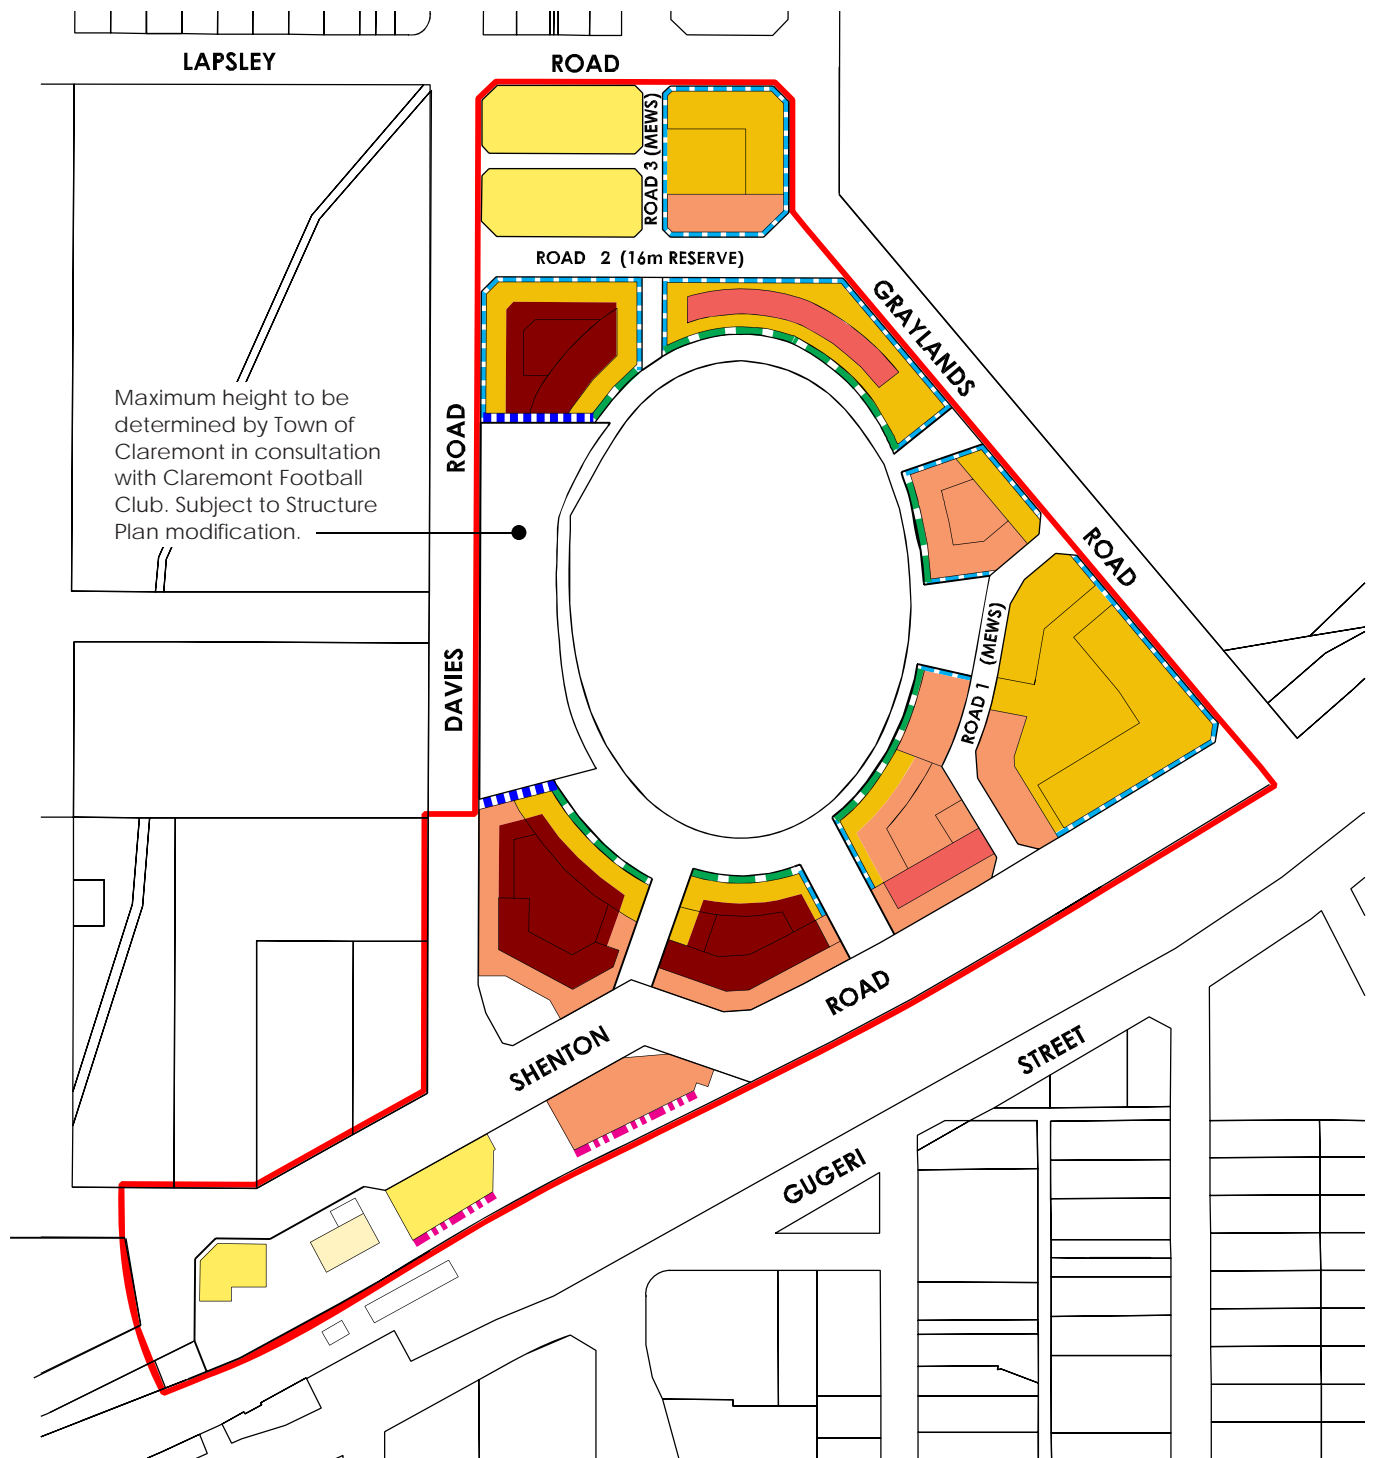 LAPSLEY ROAD
ROAD 3 (MEWS)
ROAD 2 (16m RESERVE)
GRAYLANDS ROAD
Maximum height to be
determined by Town of
Claremont in consultation
with Claremont Football
Club. Subject to Structure
Plan modification.
DAVIES ROAD
ROAD 1 (MEWS)
SHENTON ROAD
GUGERI STREET